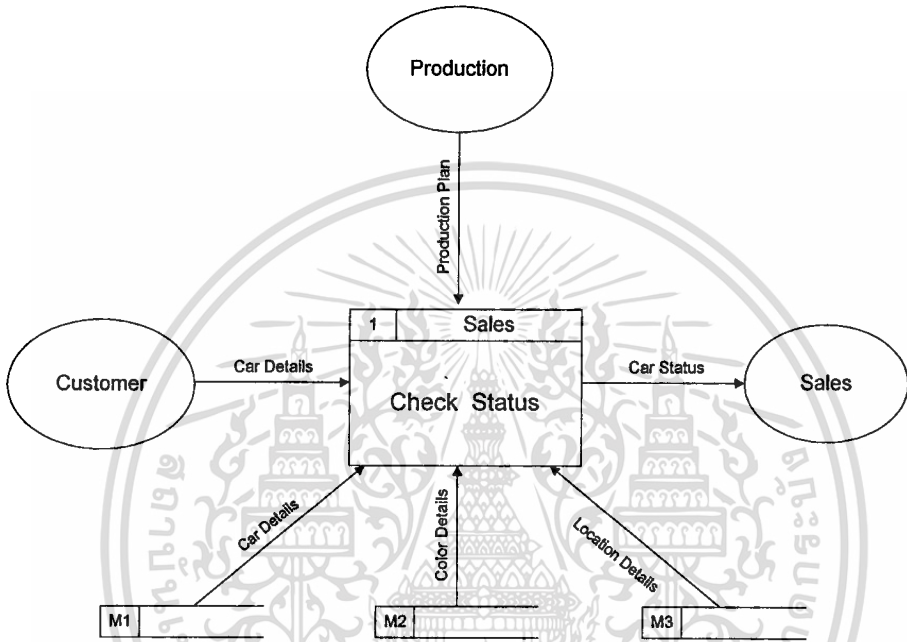 Production
Production Plan
1 Sales
Customer
Car Details
Check Status
Car Status
Sales
Car Details
Color Details
Location Details
M1
M2
M3